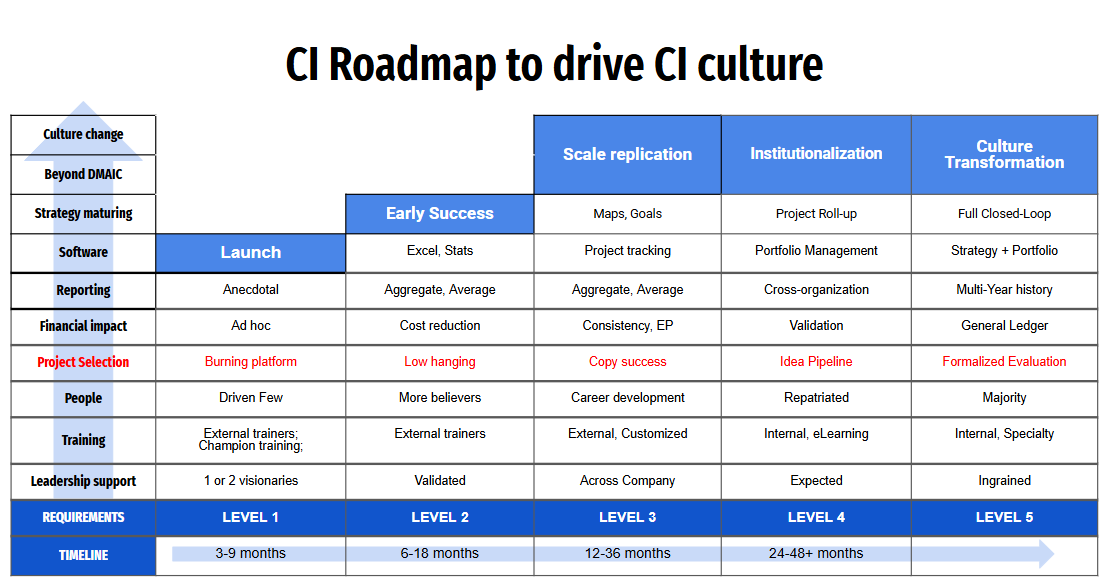 CI Roadmap to drive CI culture
Culture change
Scale replication
Institutionalization
Culture
Transformation
Beyond DMAIC
Strategy maturing
Early Success
Maps, Goals
Project Roll-up
Full Closed-Loop
Software
Launch
Excel, Stats
Project tracking
Portfolio Management
Strategy + Portfolio
Reporting
Anecdotal
Aggregate, Average
Aggregate, Average
Cross-organization
Multi-Year history
Financial impact
Ad hoc
Cost reduction
Consistency, EP
Validation
General Ledger
Project Selection
Burning platform
Low hanging
Copy success
Idea Pipeline
Formalized Evaluation
People
Driven Few
More believers
Career development
Repatriated
Majority
Training
External trainers;
Champion training;
External trainers
External, Customized
Internal, eLearning
Internal, Specialty
Leadership support
1 or 2 visionaries
Validated
Across Company
Expected
Ingrained
REQUIREMENTS
LEVEL 1
LEVEL 2
LEVEL 3
LEVEL 4
LEVEL 5
TIMELINE
3-9 months
6-18 months
12-36 months
24-48+ months